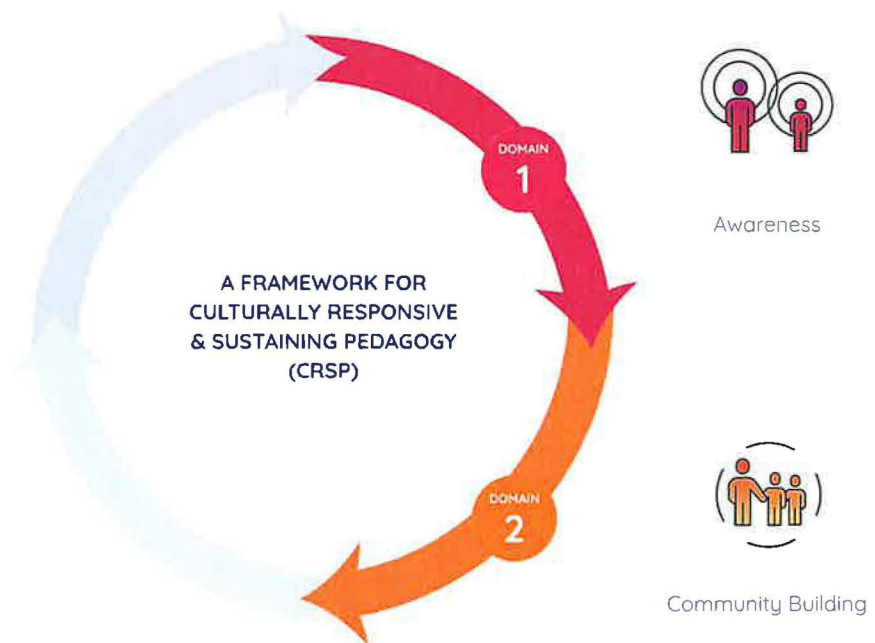 DOMAIN
1
Awareness
A FRAMEWORK FOR
CULTURALLY RESPONSIVE
& SUSTAINING PEDAGOGY
(CRSP)
DOMAIN
2
Community Building